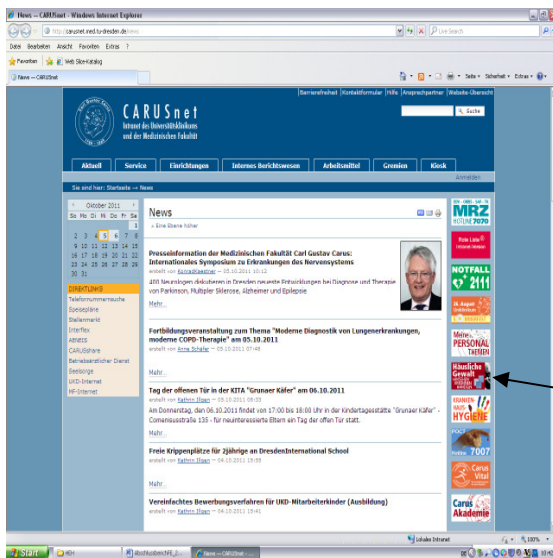 News — CARUSnet - Windows Internet Explorer
http://carusnet.med.tu-dresden.de/news
Live Search
Datei Bearbeiten Ansicht Favoriten Extras ?
Favoriten Web Slice-Katalog
News — CARUSnet
Seite Sicherheit Extras
Barrierefreiheit Kontaktformular Hilfe Ansprechpartner Website-Übersicht
CARUSnet
Intranet des Universitätsklinikums
und der Medizinischen Fakultät
Suche
Aktuell Service Einrichtungen Internes Berichtswesen Arbeitsmittel Gremien Kiosk
Anmelden
Sie sind hier: Startseite → News
Oktober 2011
So Mo Di Mi Do Fr Sa
1
2 3 4 5 6 7 8
9 10 11 12 13 14 15
16 17 18 19 20 21 22
23 24 25 26 27 28 29
30 31
DIREKTLINKS
Telefonnummernsuche
Speisepläne
Stellenmarkt
Interflex
CARUSshare
Betriebsärztlicher Dienst
Seelsorge
UKD-Internet
MF-Internet
News
Eine Ebene höher
Presseinformation der Medizinischen Fakultät Carl Gustav Carus:
Internationales Symposium zu Erkrankungen des Nervensystems
erstellt von KonradKaestner — 05.10.2011 10:12
400 Neurologen diskutieren in Dresden neueste Entwicklungen bei Diagnose und Therapie
von Parkinson, Multipler Sklerose, Alzheimer und Epilepsie
Mehr...
Fortbildungsveranstaltung zum Thema "Moderne Diagnostik von Lungenerkrankungen,
moderne COPD-Therapie" am 05.10.2011
erstellt von Anne Schäfer — 05.10.2011 07:46
Mehr...
Tag der offenen Tür in der KITA "Grunaer Käfer" am 06.10.2011
erstellt von Kathrin Ilgen
Am Donnerstag, den 06.10.2011 findet von 17:00 bis 18:00 Uhr in der Kindertagesstätte "Grunaer Käfer" -
Comeniusstraße 135 - für neuinteressierte Eltern ein Tag der offen Tür statt.
Mehr...
Freie Krippenplätze für 2jährige an DresdenInternational School
erstellt von Kathrin Ilgen — 04.10.2011
Mehr...
Vereinfachtes Bewerbungsverfahren für UKD-Mitarbeiterkinder (Ausbildung)
erstellt von Kathrin Ilgen — 04.10.2011 13:41
MRZ
HOTLINE 7070
Rote Liste
NOTFALL
2111
Meine
PERSONAL
THEMEN
Häusliche
Gewalt
KRANKEN-
HAUS-
HYGIENE
7007
Carus
Vital
Carus
Akademie
Lokales Intranet
100%
Start
News — CARUSnet - ...